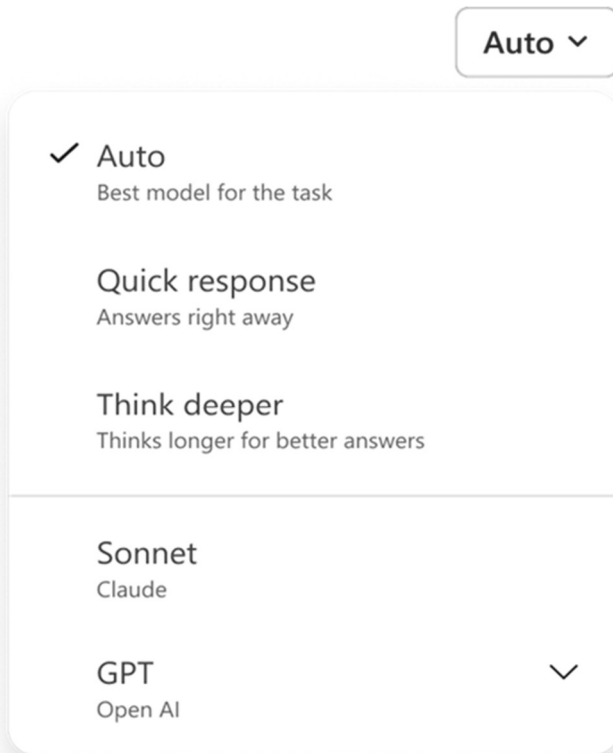 Auto
Auto
Best model for the task
Quick response
Answers right away
Think deeper
Thinks longer for better answers
Sonnet
Claude
GPT
Open AI